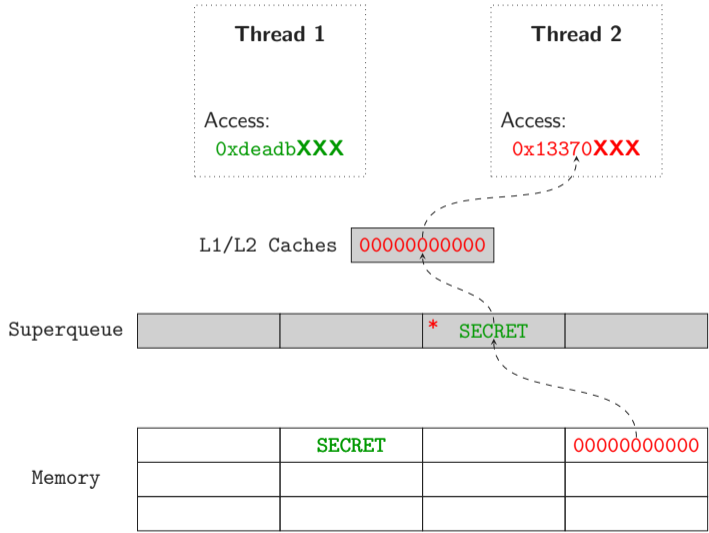 Thread 1
Thread 2
Access:
0xdeadbXXX
Access:
0x13370XXX
L1/L2 Caches
00000000000
Superqueue
* SECRET
Memory
SECRET
00000000000